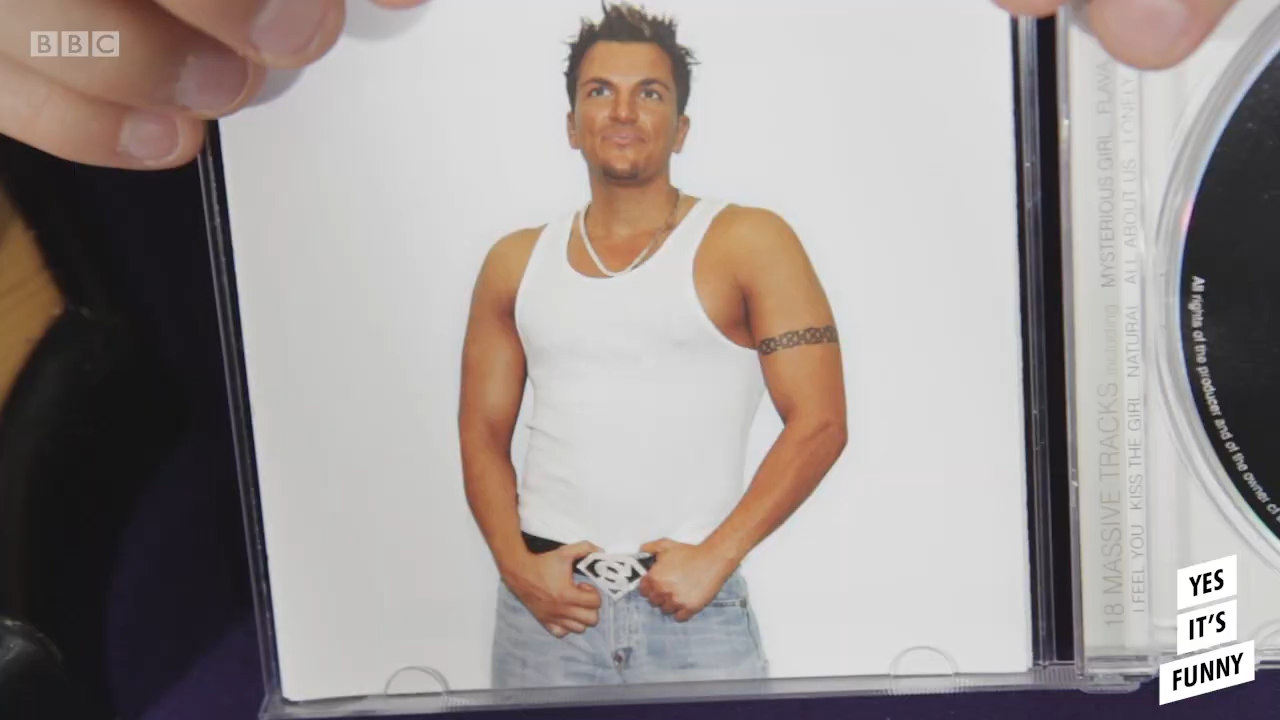 BBC
18 MASSIVE TRACKS including MYSTERIOUS GIRL FLAVA
I FEEL YOU KISS THE GIRL NATURAL ALL ABOUT US LONELY
All rights of the producer and of the owner of
YES
IT'S
FUNNY